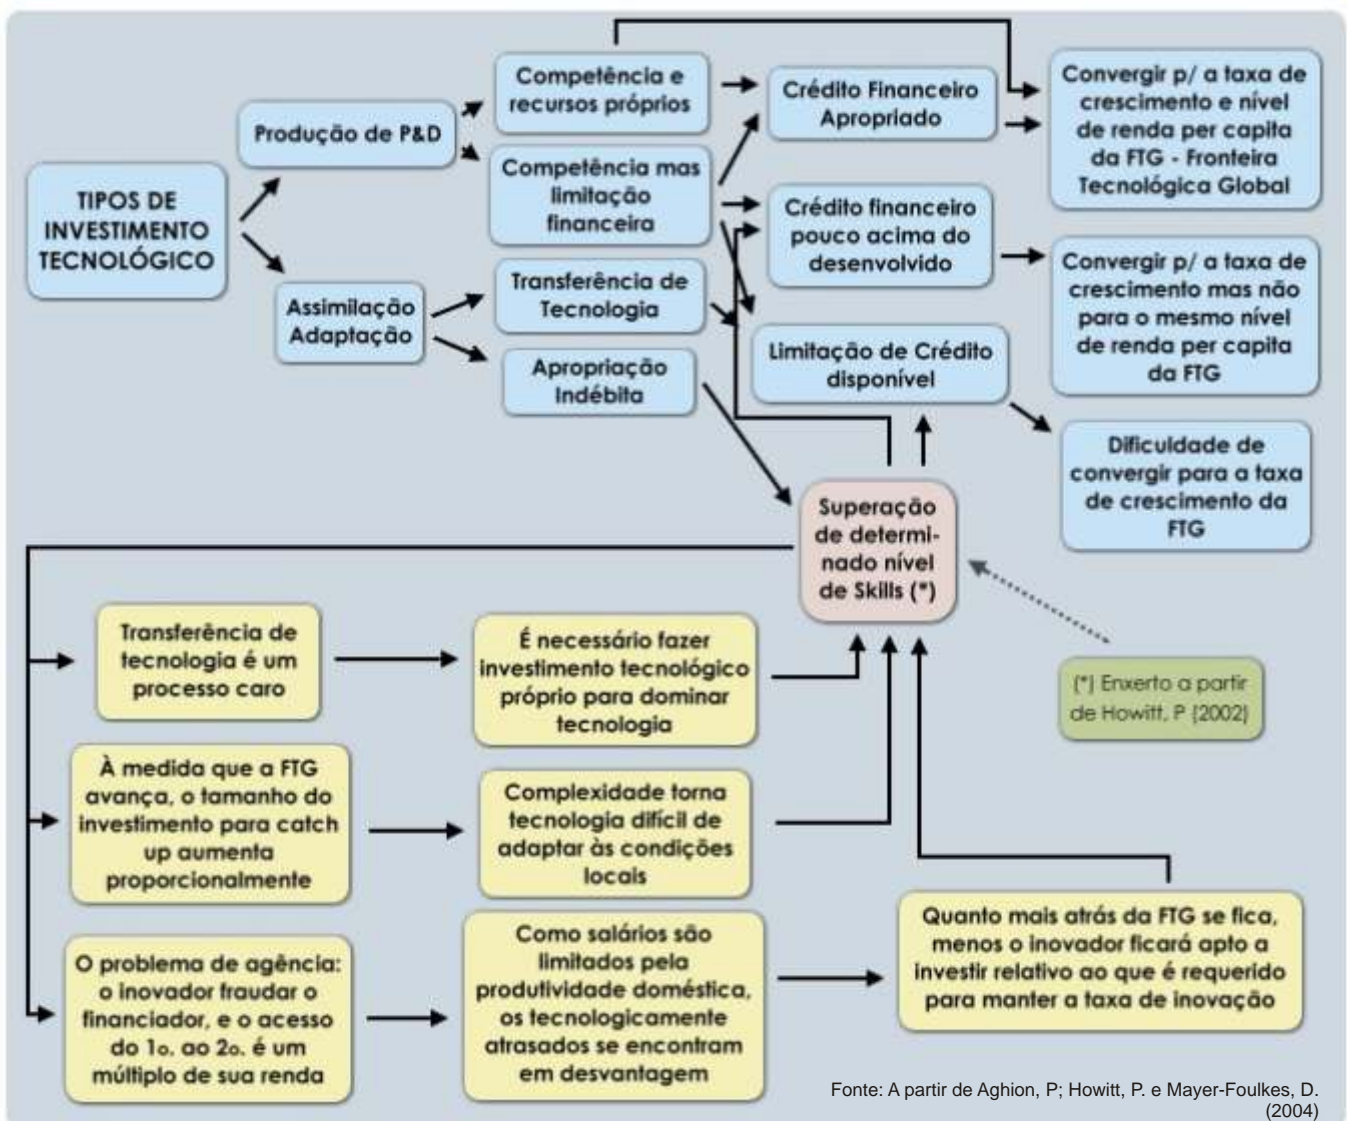 TIPOS DE
INVESTIMENTO
TECNOLÓGICO
Produção de P&D
Assimilação
Adaptação
Competência e
recursos próprios
Competência mas
limitação
financeira
Transferência de
Tecnologia
Apropriação
Indébita
Crédito Financeiro
Apropriado
Crédito financeiro
pouco acima do
desenvolvido
Limitação de Crédito
disponível
Convergir p/ a taxa de
crescimento e nível
de renda per capita
da FTG - Fronteira
Tecnológica Global
Convergir p/ a taxa de
crescimento mas não
para o mesmo nível
de renda per capita
da FTG
Dificuldade de
convergir para a taxa
de crescimento da
FTG
Superação
de determi-
nado nível
de Skills (*)
(*) Enxerto a partir
de Howitt, P (2002)
Transferência de
tecnologia é um
processo caro
É necessário fazer
investimento tecnológico
próprio para dominar
tecnologia
À medida que a FTG
avança, o tamanho do
investimento para catch
up aumenta
proporcionalmente
Complexidade torna
tecnologia difícil de
adaptar às condições
locais
O problema de agência:
o inovador fraudar o
financiador, e o acesso
do 1o. ao 2o. é um
múltiplo de sua renda
Como salários são
limitados pela
produtividade doméstica,
os tecnologicamente
atrasados se encontram
em desvantagem
Quanto mais atrás da FTG se fica,
menos o inovador ficará apto a
investir relativo ao que é requerido
para manter a taxa de inovação
Fonte: A partir de Aghion, P; Howitt, P. e Mayer-Foulkes, D.
(2004)